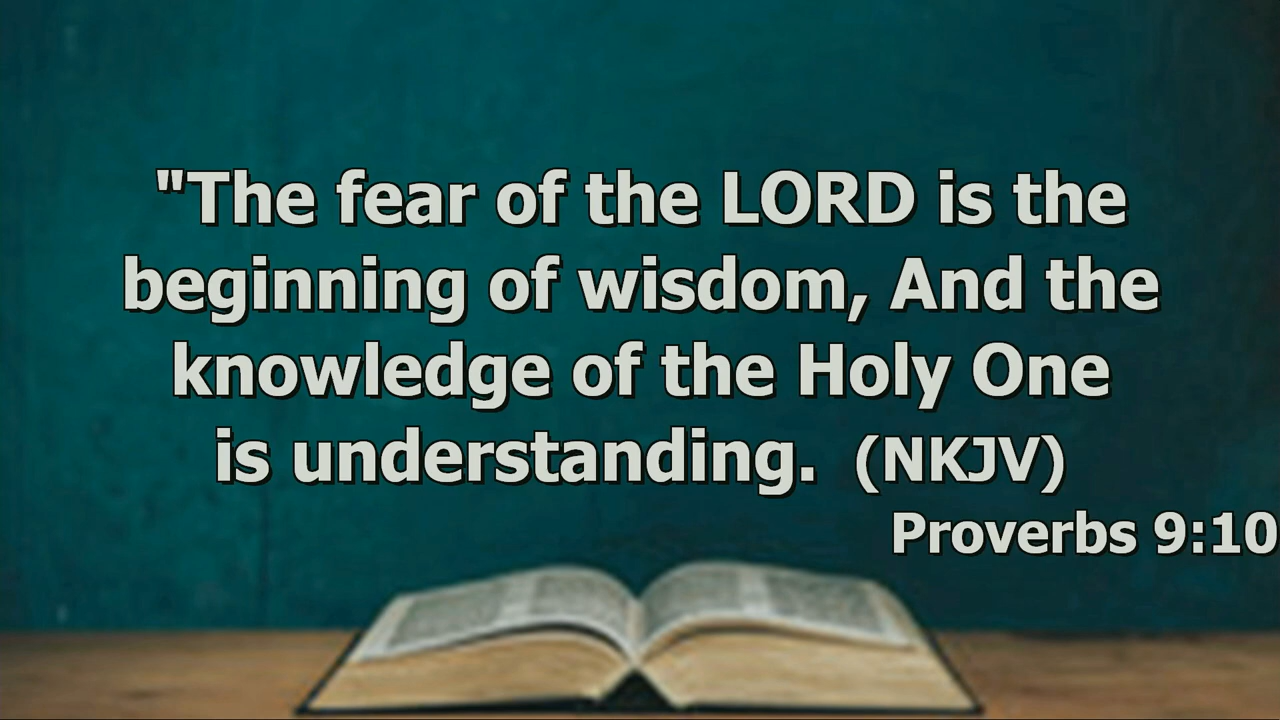 "The fear of the LORD is the
beginning of wisdom, And the
knowledge of the Holy One
is understanding. (NKJV)
Proverbs 9:10